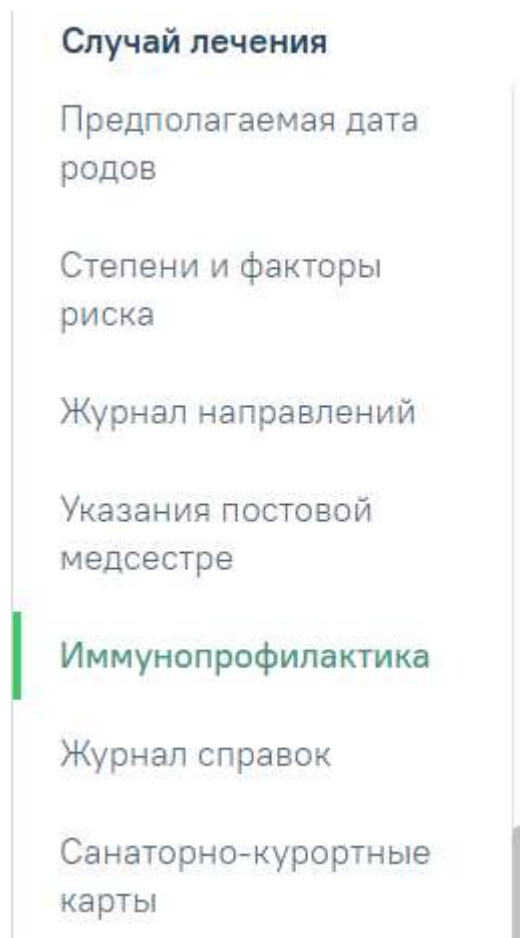 Случай лечения
Предполагаемая дата
родов
Степени и факторы
риска
Журнал направлений
Указания постовой
медсестре
Иммунопрофилактика
Журнал справок
Санаторно-курортные
карты